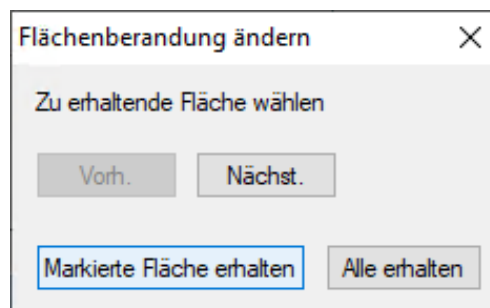 Flächenberandung ändern
Zu erhaltende Fläche wählen
Vorh. Nächst.
Markierte Fläche erhalten Alle erhalten